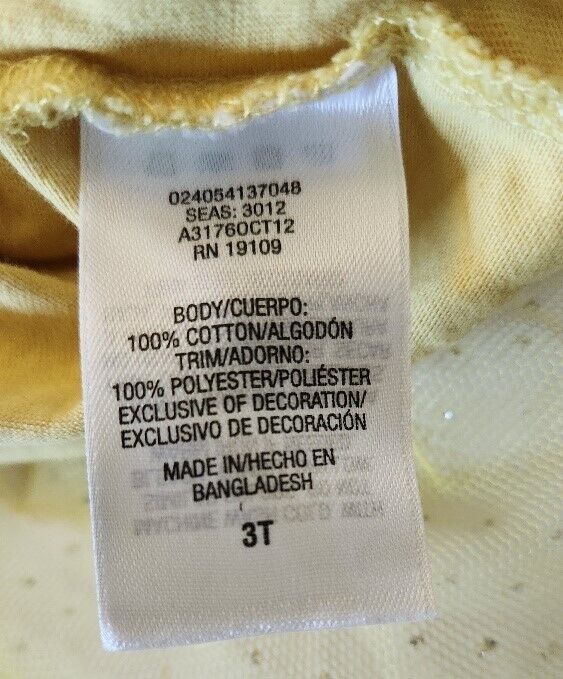 024054137048
SEAS: 3012
A3176OCT12
RN 19109
BODY/CUERPO:
100% COTTON/ALGODÓN
TRIM/ADORNO:
100% POLYESTER/POLIÉSTER
EXCLUSIVE OF DECORATION/
EXCLUSIVO DE DECORACIÓN
MADE IN/HECHO EN
BANGLADESH
3T